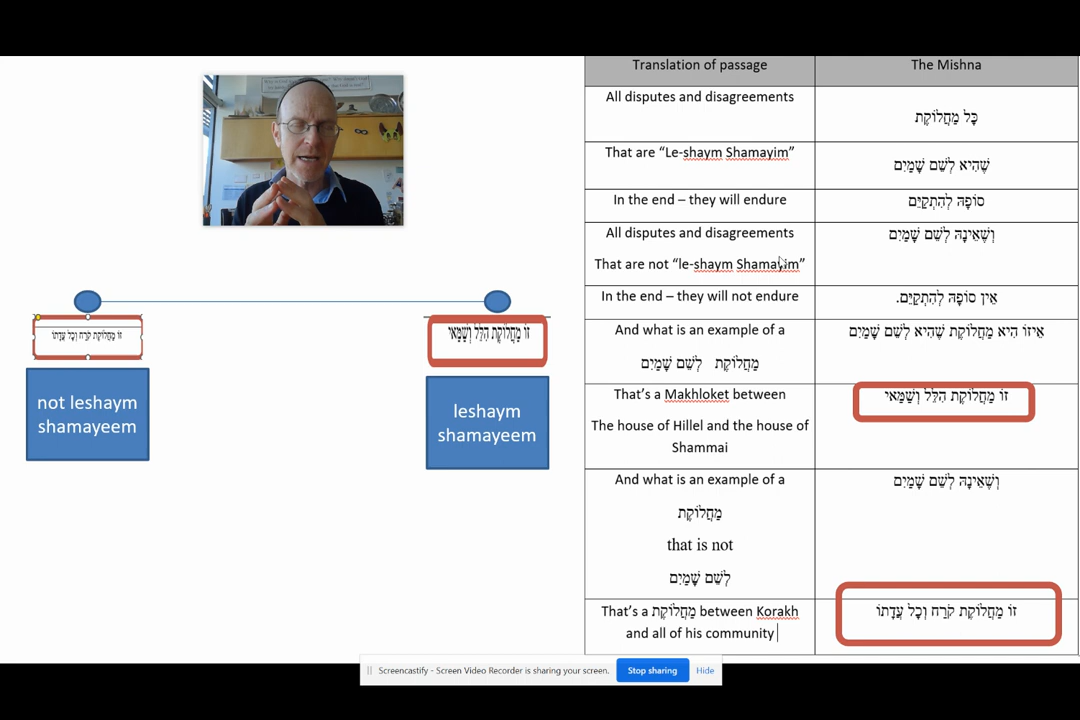 Translation of passage
The Mishna
All disputes and disagreements
כָּל מַחֲלוֹקֶת
That are “Le-shaym Shamayim”
שֶׁהִיא לְשֵׁם שָׁמַיִם
In the end – they will endure
סוֹפָהּ לְהִתְקַיֵּם
All disputes and disagreements
That are not “le-shaym Shamayim”
וְשֶׁאֵינָהּ לְשֵׁם שָׁמַיִם
In the end – they will not endure
אֵין סוֹפָהּ לְהִתְקַיֵּם.
And what is an example of a
מַחֲלוֹקֶת לְשֵׁם שָׁמַיִם
אֵיזוֹ הִיא מַחֲלוֹקֶת שֶׁהִיא לְשֵׁם שָׁמַיִם
That's a Makhloket between
The house of Hillel and the house of
Shammai
זוֹ מַחֲלוֹקֶת הִלֵּל וְשַׁמַּאי
And what is an example of a
מַחֲלוֹקֶת
that is not
לְשֵׁם שָׁמַיִם
וְשֶׁאֵינָהּ לְשֵׁם שָׁמַיִם
That's a מַחֲלוֹקֶת between Korakh
and all of his community
זוֹ מַחֲלוֹקֶת קֹרַח וְכָל עֲדָתוֹ
זוֹ מַחֲלוֹקֶת קֹרַח וְכָל עֲדָתוֹ
not leshaym
shamayeem
זוֹ מַחֲלוֹקֶת הִלֵּל וְשַׁמַּאי
leshaym
shamayeem
Screencastify - Screen Video Recorder is sharing your screen.
Stop sharing
Hide